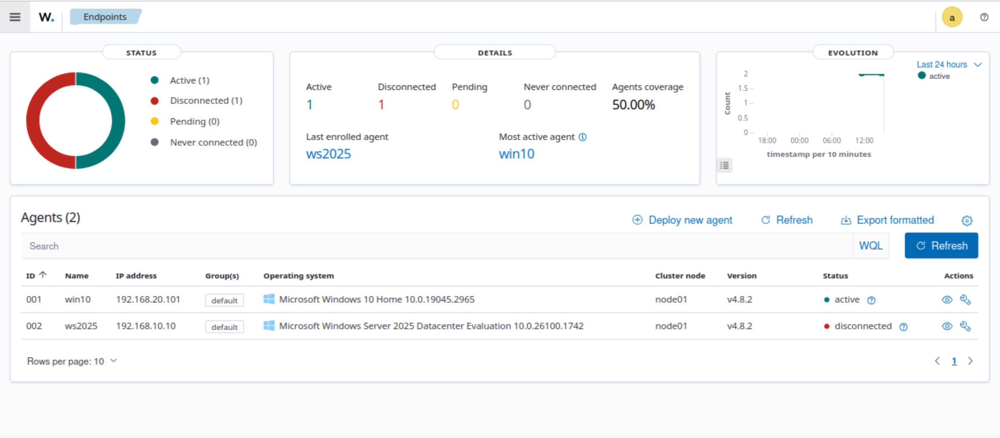 W. Endpoints a
STATUS
Active (1)
Disconnected (1)
Pending (0)
Never connected (0)
DETAILS
Active Disconnected Pending Never connected Agents coverage
1 1 0 0 50.00%
Last enrolled agent Most active agent
ws2025 win10
EVOLUTION
Last 24 hours
active
2
1.5
1
0.5
0
Count
18:00 00:00 06:00 12:00
timestamp per 10 minutes
Agents (2) Deploy new agent Refresh Export formatted
Search WQL Refresh
ID Name IP address Group(s) Operating system Cluster node Version Status Actions
001 win10 192.168.20.101 default Microsoft Windows 10 Home 10.0.19045.2965 node01 v4.8.2 active
002 ws2025 192.168.10.10 default Microsoft Windows Server 2025 Datacenter Evaluation 10.0.26100.1742 node01 v4.8.2 disconnected
Rows per page: 10 1